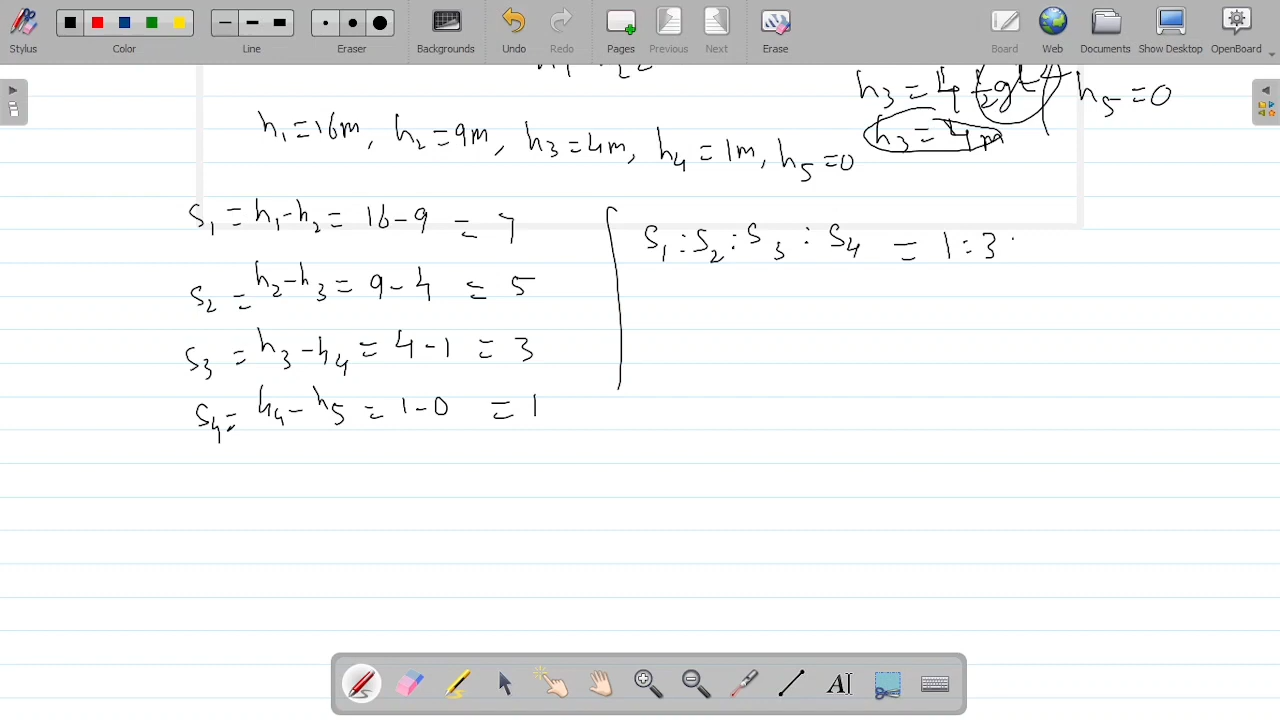 Stylus Color Line Eraser Backgrounds Undo Redo Pages Previous Next Erase Board Web Documents Show Desktop OpenBoard
h5 = 0
h3 = 4m
h1 = 16m, h2 = 9m, h3 = 4m, h4 = 1m, h5 = 0
S1 = h1 - h2 = 16 - 9 = 7
S2 = h2 - h3 = 9 - 4 = 5
S3 = h3 - h4 = 4 - 1 = 3
S4 = h4 - h5 = 1 - 0 = 1
S1 : S2 : S3 : S4 = 1 : 3